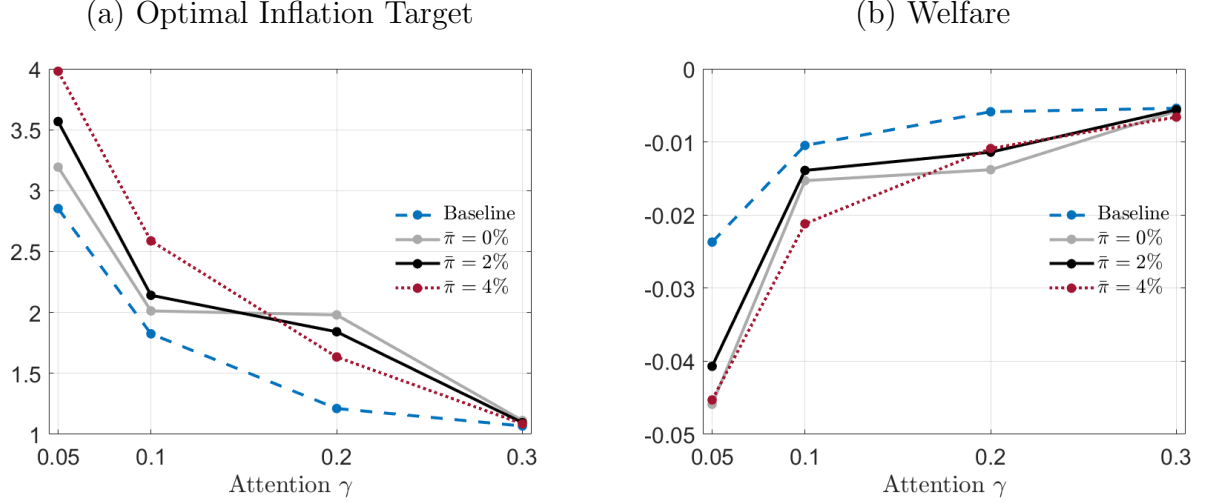 (a) Optimal Inflation Target
4
3.5
3
2.5
2
1.5
1
0.05
0.1
0.2
0.3
Attention γ
Baseline
π̄ = 0%
π̄ = 2%
π̄ = 4%
(b) Welfare
0
-0.01
-0.02
-0.03
-0.04
-0.05
0.05
0.1
0.2
0.3
Attention γ
Baseline
π̄ = 0%
π̄ = 2%
π̄ = 4%